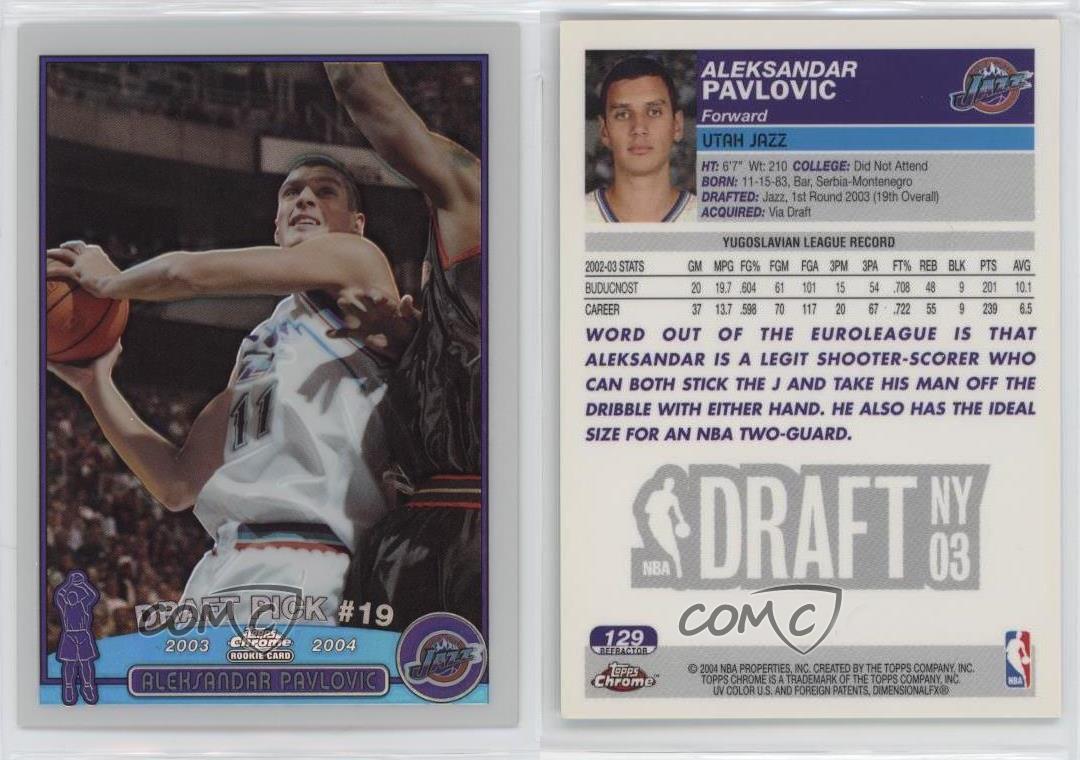 11
DRAFT PICK #19
2003 Topps Chrome 2004
ROOKIE CARD
ALEKSANDAR PAVLOVIC
JAZZ
COMC
ALEKSANDAR
PAVLOVIC
Forward
UTAH JAZZ
JAZZ
HT: 6'7" Wt: 210 COLLEGE: Did Not Attend
BORN: 11-15-83, Bar, Serbia-Montenegro
DRAFTED: Jazz, 1st Round 2003 (19th Overall)
ACQUIRED: Via Draft
YUGOSLAVIAN LEAGUE RECORD
2002-03 STATS GM MPG FG% FGM FGA 3PM 3PA FT% REB BLK PTS AVG
BUDUCNOST 20 19.7 .604 61 101 15 54 .708 48 9 201 10.1
CAREER 37 13.7 .598 70 117 20 67 .722 55 9 239 6.5
WORD OUT OF THE EUROLEAGUE IS THAT
ALEKSANDAR IS A LEGIT SHOOTER-SCORER WHO
CAN BOTH STICK THE J AND TAKE HIS MAN OFF THE
DRIBBLE WITH EITHER HAND. HE ALSO HAS THE IDEAL
SIZE FOR AN NBA TWO-GUARD.
NBA DRAFT NY
03
COMC
129
REFRACTOR
Topps
Chrome™
© 2004 NBA PROPERTIES, INC. CREATED BY THE TOPPS COMPANY, INC.
TOPPS CHROME IS A TRADEMARK OF THE TOPPS COMPANY, INC.
UV COLOR U.S. AND FOREIGN PATENTS, DIMENSIONALFX®
NBA